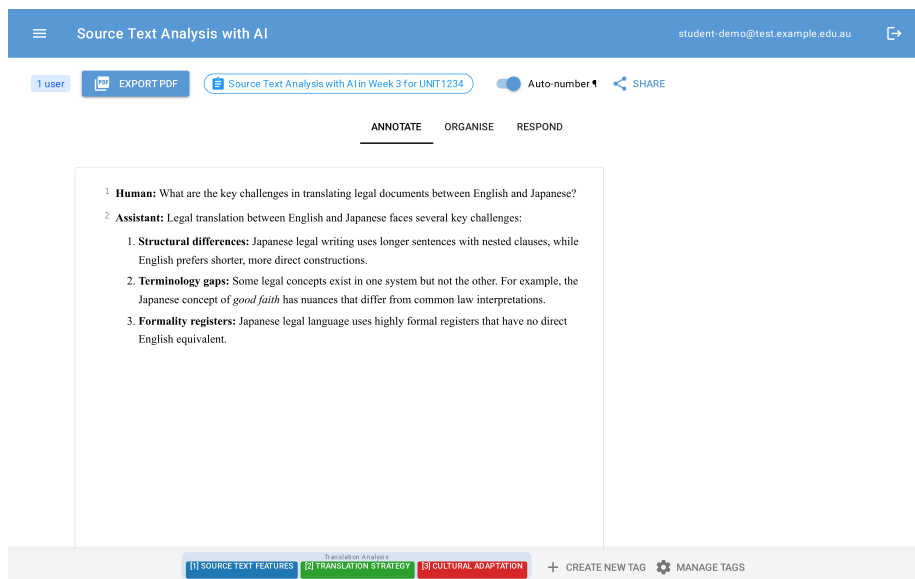 Source Text Analysis with AI
student-demo@test.example.edu.au
1 user
PDF
EXPORT PDF
Source Text Analysis with AI in Week 3 for UNIT1234
Auto-number ¶
SHARE
ANNOTATE
ORGANISE
RESPOND
1 Human: What are the key challenges in translating legal documents between English and Japanese?
2 Assistant: Legal translation between English and Japanese faces several key challenges:
1. Structural differences: Japanese legal writing uses longer sentences with nested clauses, while
English prefers shorter, more direct constructions.
2. Terminology gaps: Some legal concepts exist in one system but not the other. For example, the
Japanese concept of good faith has nuances that differ from common law interpretations.
3. Formality registers: Japanese legal language uses highly formal registers that have no direct
English equivalent.
Translation Analysis
[1] SOURCE TEXT FEATURES
[2] TRANSLATION STRATEGY
[3] CULTURAL ADAPTATION
CREATE NEW TAG
MANAGE TAGS